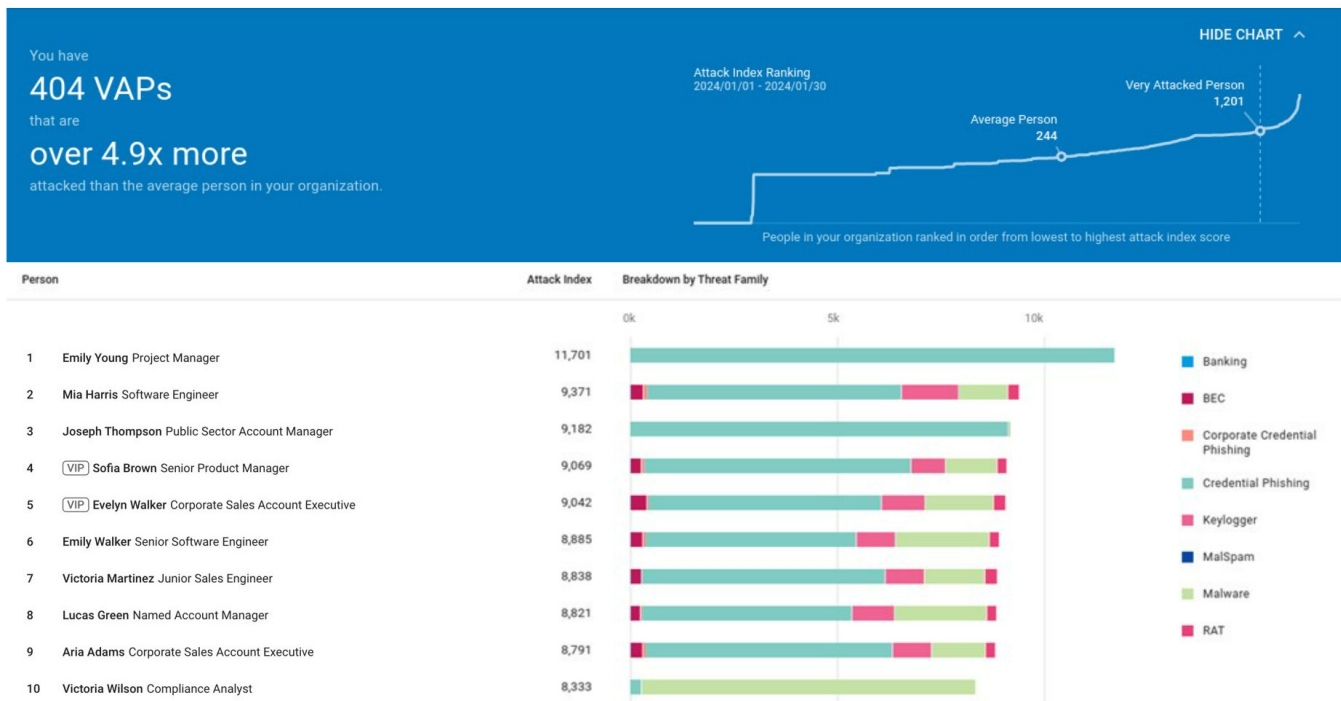 HIDE CHART
You have
404 VAPs
that are
over 4.9x more
attacked than the average person in your organization.
Attack Index Ranking
2024/01/01 - 2024/01/30
Very Attacked Person
1,201
Average Person
244
People in your organization ranked in order from lowest to highest attack index score
Person Attack Index Breakdown by Threat Family
0k 5k 10k
1 Emily Young Project Manager 11,701
2 Mia Harris Software Engineer 9,371
3 Joseph Thompson Public Sector Account Manager 9,182
4 VIP Sofia Brown Senior Product Manager 9,069
5 VIP Evelyn Walker Corporate Sales Account Executive 9,042
6 Emily Walker Senior Software Engineer 8,885
7 Victoria Martinez Junior Sales Engineer 8,838
8 Lucas Green Named Account Manager 8,821
9 Aria Adams Corporate Sales Account Executive 8,791
10 Victoria Wilson Compliance Analyst 8,333
Banking
BEC
Corporate Credential
Phishing
Credential Phishing
Keylogger
MalSpam
Malware
RAT